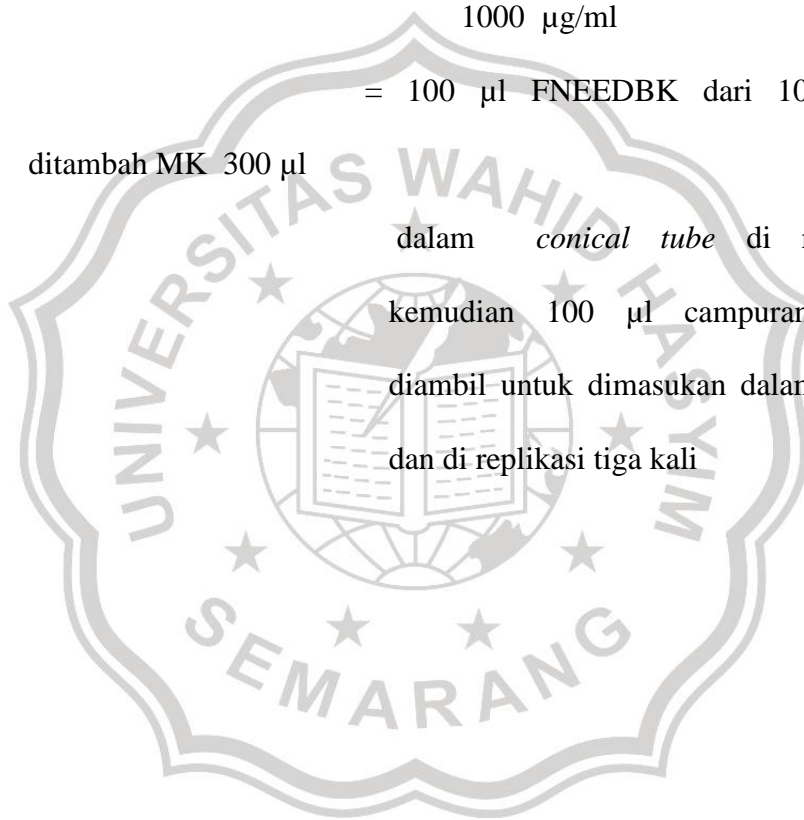 1000 µg/ml
= 100 µl FNEEDBK dari
ditambah MK 300 µl
dalam conical tube di
kemudian 100 µl campuran
diambil untuk dimasukan dalam
dan di replikasi tiga kali
UNIVERSITAS WAHID HASYIM
SEMARANG